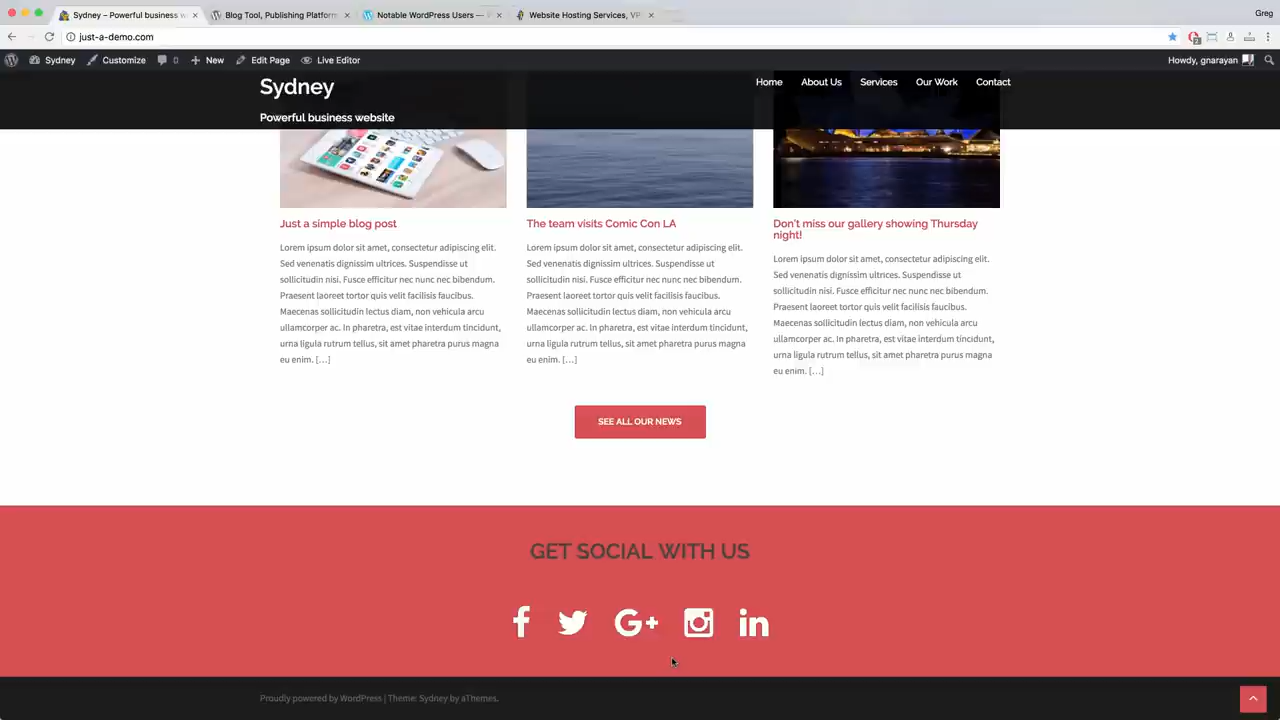 Sydney – Powerful business w
Blog Tool, Publishing Platform
Notable WordPress Users —
Website Hosting Services, VP
Greg
just-a-demo.com
Sydney
Customize
0
New
Edit Page
Live Editor
Howdy, gnarayan
Sydney
Home
About Us
Services
Our Work
Contact
Powerful business website
Just a simple blog post
Lorem ipsum dolor sit amet, consectetur adipiscing elit.
Sed venenatis dignissim ultrices. Suspendisse ut
sollicitudin nisi. Fusce efficitur nec nunc nec bibendum.
Praesent laoreet tortor quis velit facilisis faucibus.
Maecenas sollicitudin lectus diam, non vehicula arcu
ullamcorper ac. In pharetra, est vitae interdum tincidunt,
urna ligula rutrum tellus, sit amet pharetra purus magna
eu enim. […]
The team visits Comic Con LA
Lorem ipsum dolor sit amet, consectetur adipiscing elit.
Sed venenatis dignissim ultrices. Suspendisse ut
sollicitudin nisi. Fusce efficitur nec nunc nec bibendum.
Praesent laoreet tortor quis velit facilisis faucibus.
Maecenas sollicitudin lectus diam, non vehicula arcu
ullamcorper ac. In pharetra, est vitae interdum tincidunt,
urna ligula rutrum tellus, sit amet pharetra purus magna
eu enim. […]
Don't miss our gallery showing Thursday
night!
Lorem ipsum dolor sit amet, consectetur adipiscing elit.
Sed venenatis dignissim ultrices. Suspendisse ut
sollicitudin nisi. Fusce efficitur nec nunc nec bibendum.
Praesent laoreet tortor quis velit facilisis faucibus.
Maecenas sollicitudin lectus diam, non vehicula arcu
ullamcorper ac. In pharetra, est vitae interdum tincidunt,
urna ligula rutrum tellus, sit amet pharetra purus magna
eu enim. […]
SEE ALL OUR NEWS
GET SOCIAL WITH US
Proudly powered by WordPress | Theme: Sydney by aThemes.